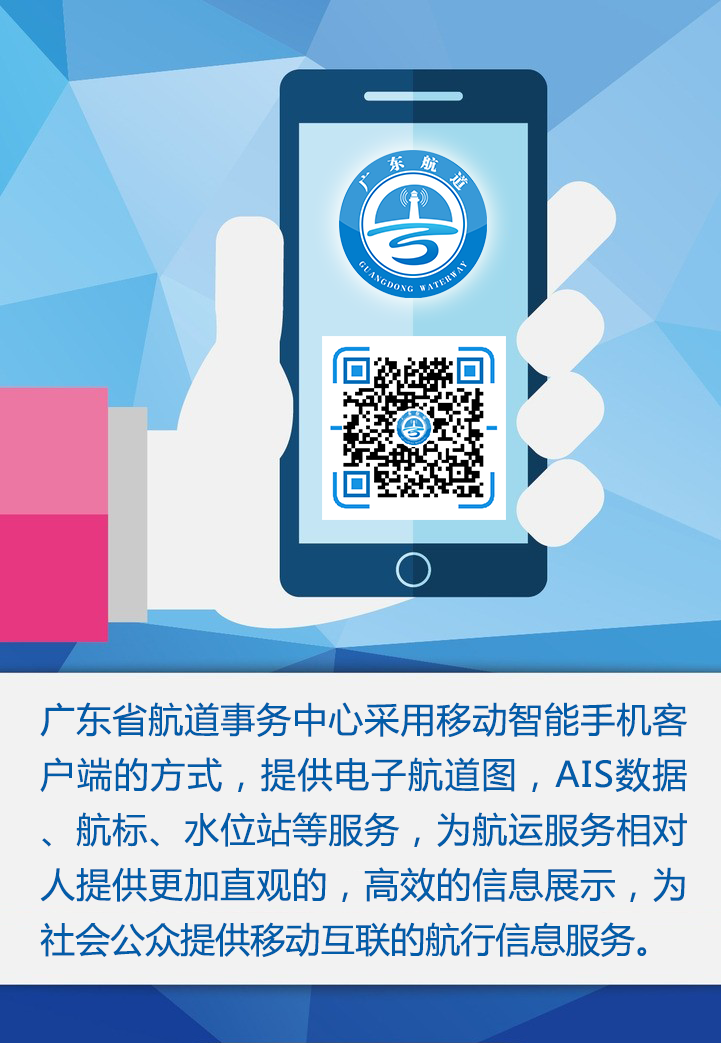 广东航道
GUANGDONG WATERWAY
广东省航道事务中心采用移动智能手机客
户端的方式，提供电子航道图，AIS数据
、航标、水位站等服务，为航运服务相对
人提供更加直观的，高效的信息展示，为
社会公众提供移动互联的航行信息服务。